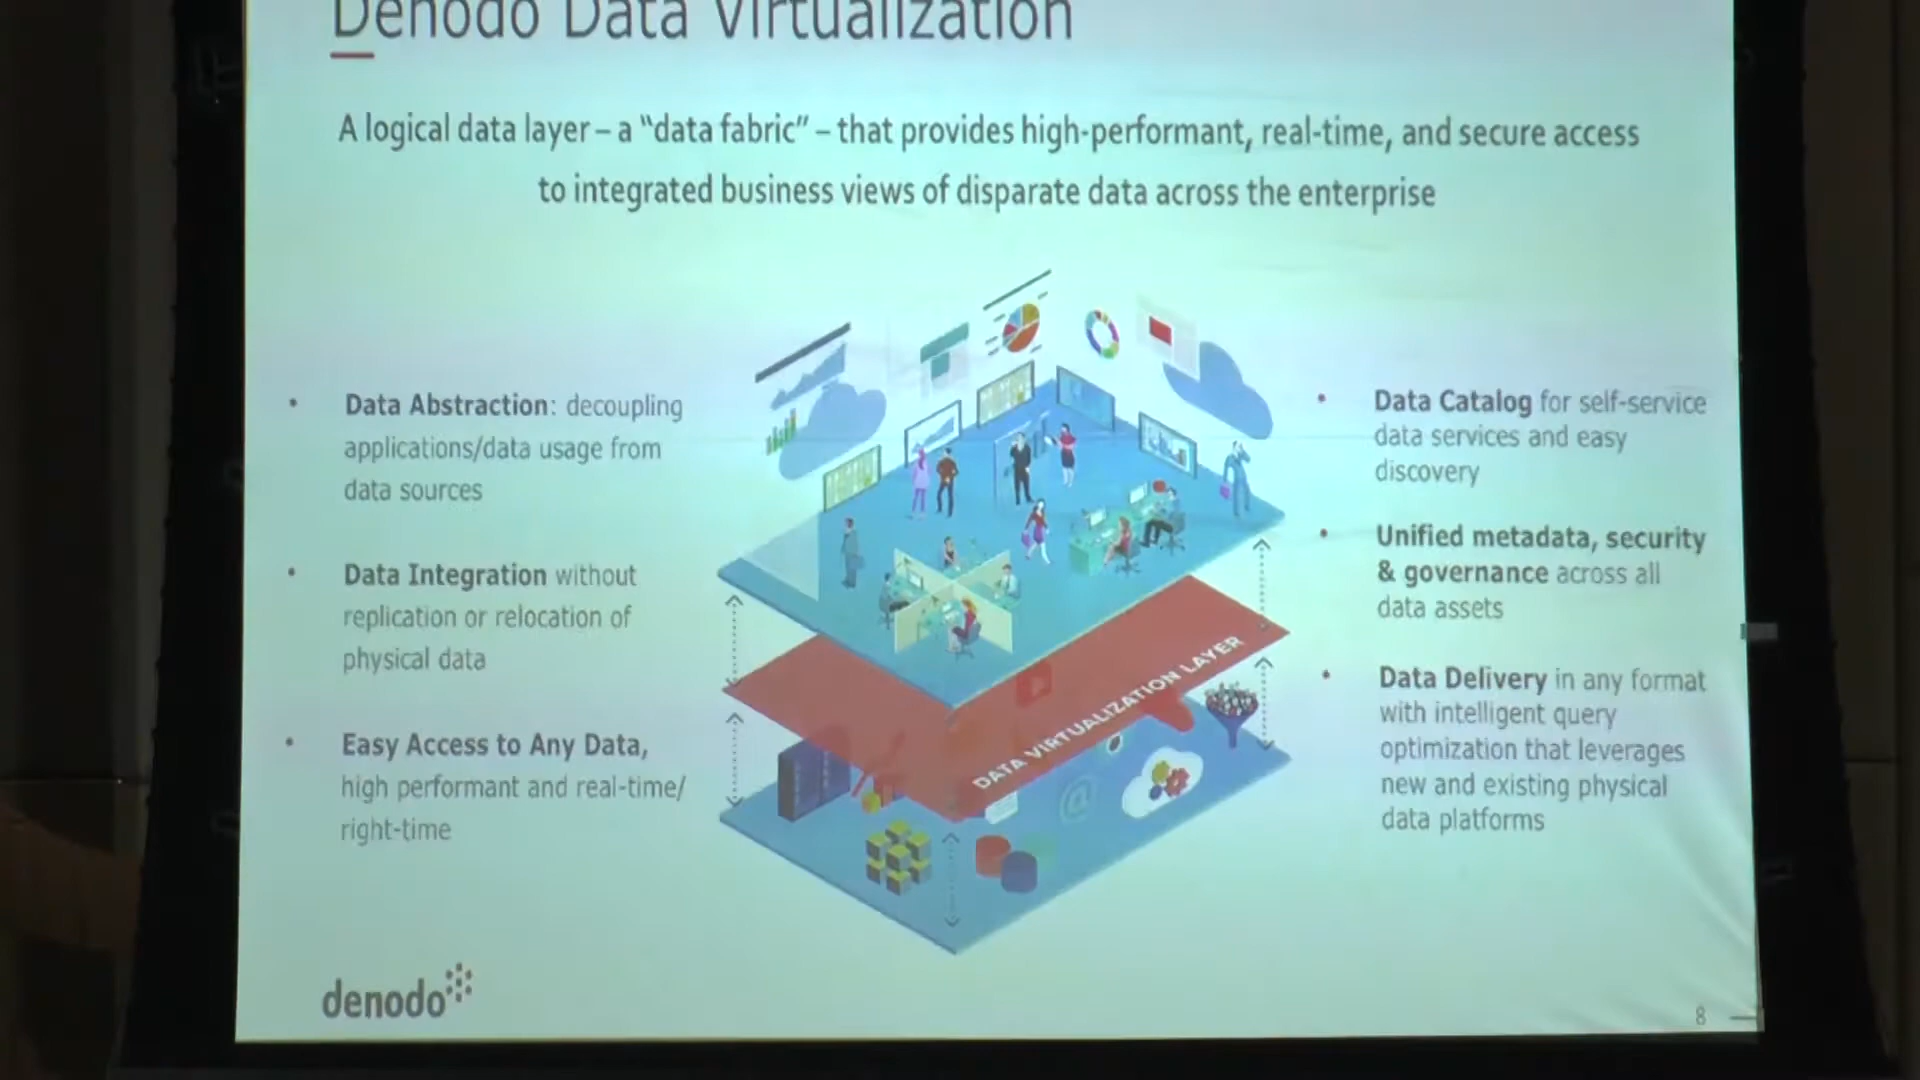 Denodo Data Virtualization
A logical data layer – a “data fabric” – that provides high-performant, real-time, and secure access
to integrated business views of disparate data across the enterprise
• Data Abstraction: decoupling
applications/data usage from
data sources
• Data Integration without
replication or relocation of
physical data
• Easy Access to Any Data,
high performant and real-time/
right-time
DATA VIRTUALIZATION LAYER
@
• Data Catalog for self-service
data services and easy
discovery
• Unified metadata, security
& governance across all
data assets
• Data Delivery in any format
with intelligent query
optimization that leverages
new and existing physical
data platforms
denodo
8